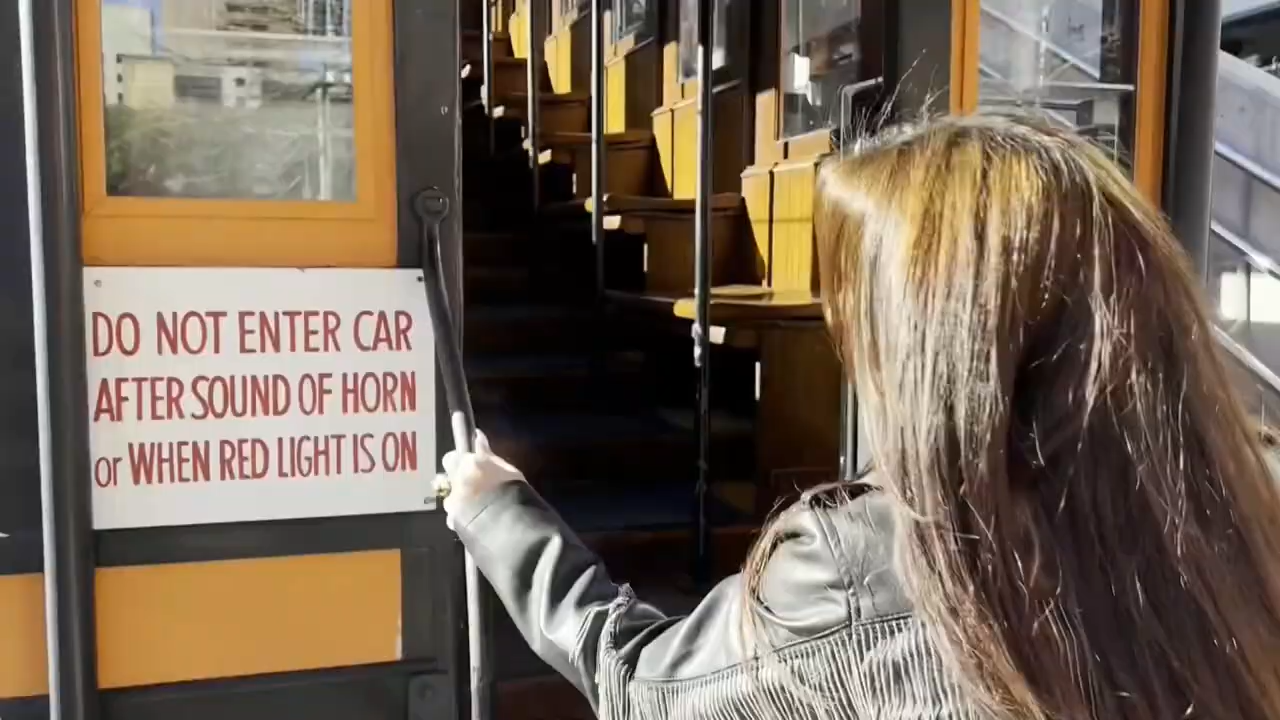 DO NOT ENTER CAR
AFTER SOUND OF HORN
or WHEN RED LIGHT IS ON